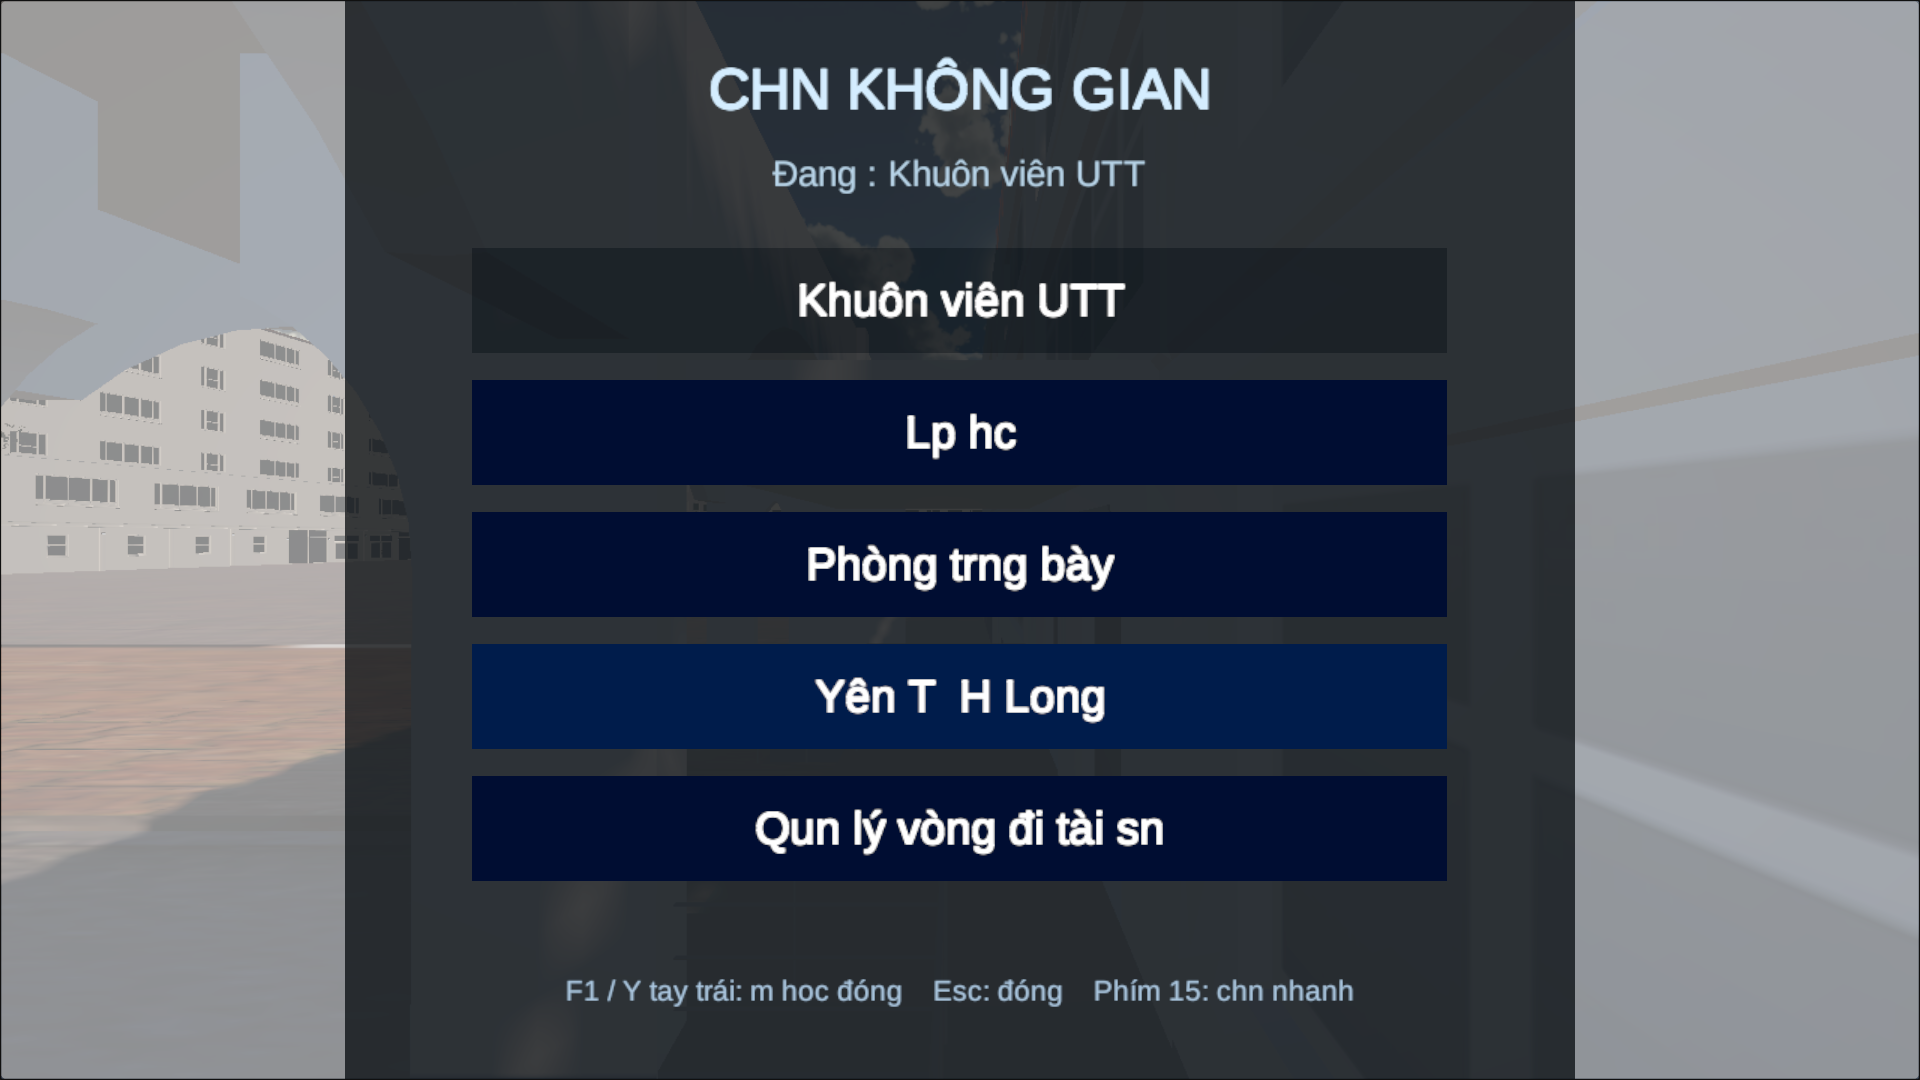 CHN KHÔNG GIAN
Đang : Khuôn viên UTT
Khuôn viên UTT
Lp hc
Phòng trng bày
Yên T  H Long
Qun lý vòng đi tài sn
F1 / Y tay trái: m hoc đóng    Esc: đóng    Phím 15: chn nhanh